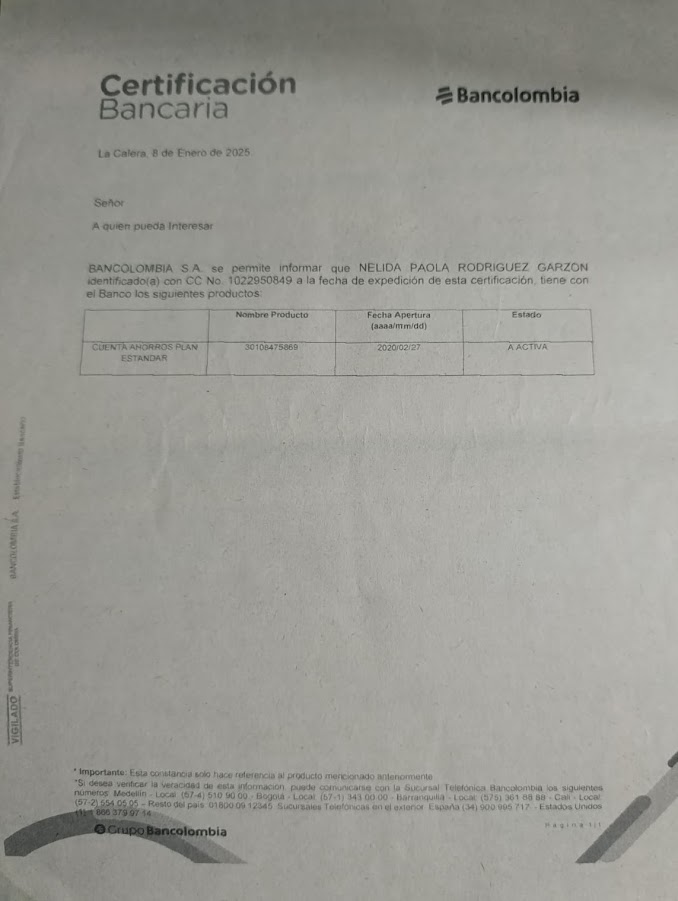 Certificación
Bancaria
Bancolombia
La Calera, 8 de Enero de 2025
Señor
A quien pueda Interesar
BANCOLOMBIA S.A. se permite informar que NELIDA PAOLA RODRIGUEZ GARZON
identificado(a) con CC No. 1022950849 a la fecha de expedición de esta certificación, tiene con
el Banco los siguientes productos:
Nombre Producto Fecha Apertura Estado
(aaaa/mm/dd)
CUENTA AHORROS PLAN 30108475869 2020/02/27 A ACTIVA
ESTANDAR
VIGILADO SUPERINTENDENCIA FINANCIERA DE COLOMBIA BANCOLOMBIA S.A. Establecimiento Bancario
* Importante: Esta constancia solo hace referencia al producto mencionado anteriormente
*Si desea verificar la veracidad de esta información, puede comunicarse con la Sucursal Telefónica Bancolombia los siguientes
números: Medellín - Local: (57-4) 510 90 00 - Bogotá - Local: (57-1) 343 00 00 - Barranquilla - Local: (575) 361 88 88 - Cali - Local:
(57-2) 554 05 05 - Resto del país: 01800 09 12345. Sucursales Telefónicas en el exterior: España (34) 900 995 717 - Estados Unidos
(1) 1 866 379 97 14
Grupo Bancolombia
Página 1/1